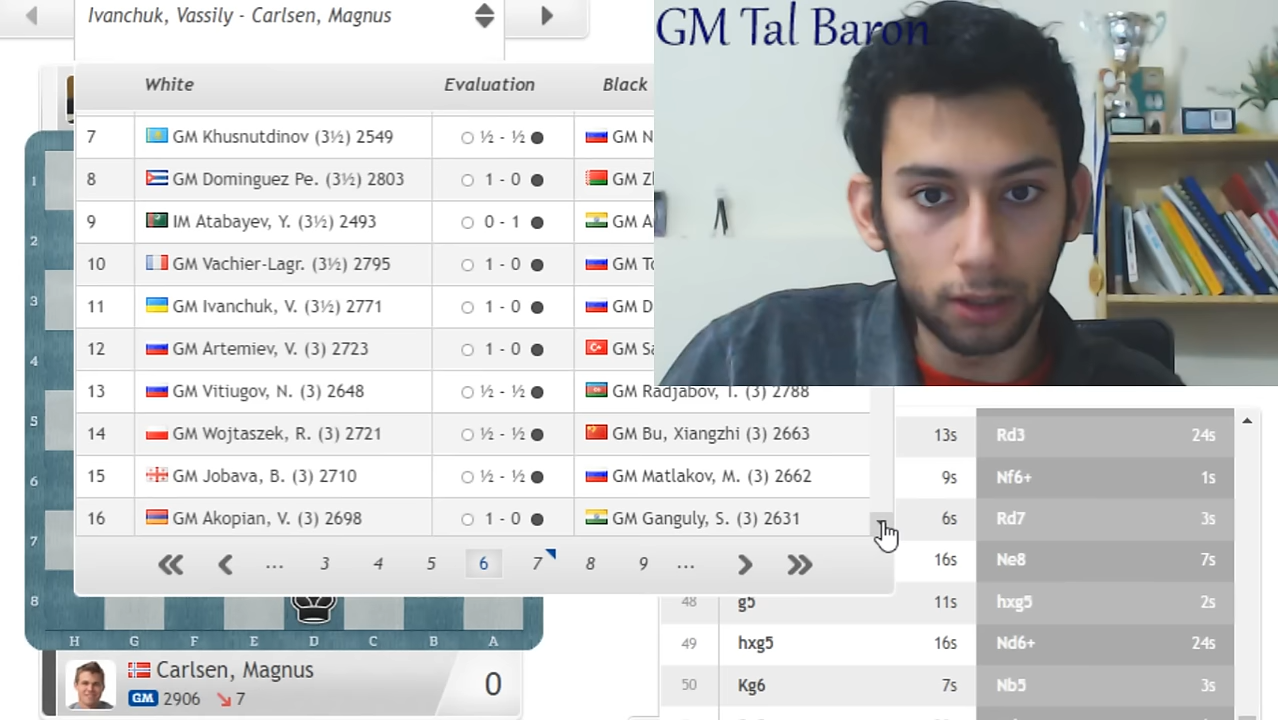 Ivanchuk, Vassily - Carlsen, Magnus
GM Tal Baron
White Evaluation Black
7 GM Khusnutdinov (3½) 2549 ½ - ½ GM N
8 GM Dominguez Pe. (3½) 2803 1 - 0 GM
9 IM Atabayev, Y. (3½) 2493 0 - 1 GM A
10 GM Vachier-Lagr. (3½) 2795 1 - 0 GM
11 GM Ivanchuk, V. (3½) 2771 1 - 0 GM D
12 GM Artemiev, V. (3) 2723 1 - 0 GM
13 GM Vitiugov, N. (3) 2648 ½ - ½ GM Radjabov, T. (3) 2788
14 GM Wojtaszek, R. (3) 2721 ½ - ½ GM Bu, Xiangzhi (3) 2663
15 GM Jobava, B. (3) 2710 ½ - ½ GM Matlakov, M. (3) 2662
16 GM Akopian, V. (3) 2698 1 - 0 GM Ganguly, S. (3) 2631
... 3 4 5 6 7 8 9 ...
1
2
3
4
5
6
7
8
H G F E D C B A
Carlsen, Magnus 0
GM 2906 7
13s Rd3 24s
9s Nf6+ 1s
6s Rd7 3s
16s Ne8 7s
48 g5 11s hxg5 2s
49 hxg5 16s Nd6+ 24s
50 Kg6 7s Nb5 3s